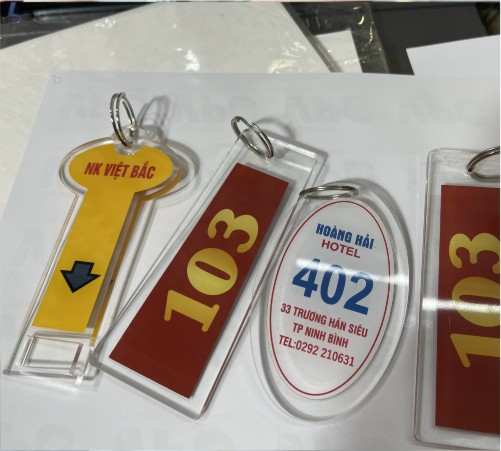 NK VIỆT BẮC
103
HOÀNG HẢI
HOTEL
402
33 TRƯƠNG HÁN SIÊU
TP NINH BÌNH
TEL:0292 210631
103